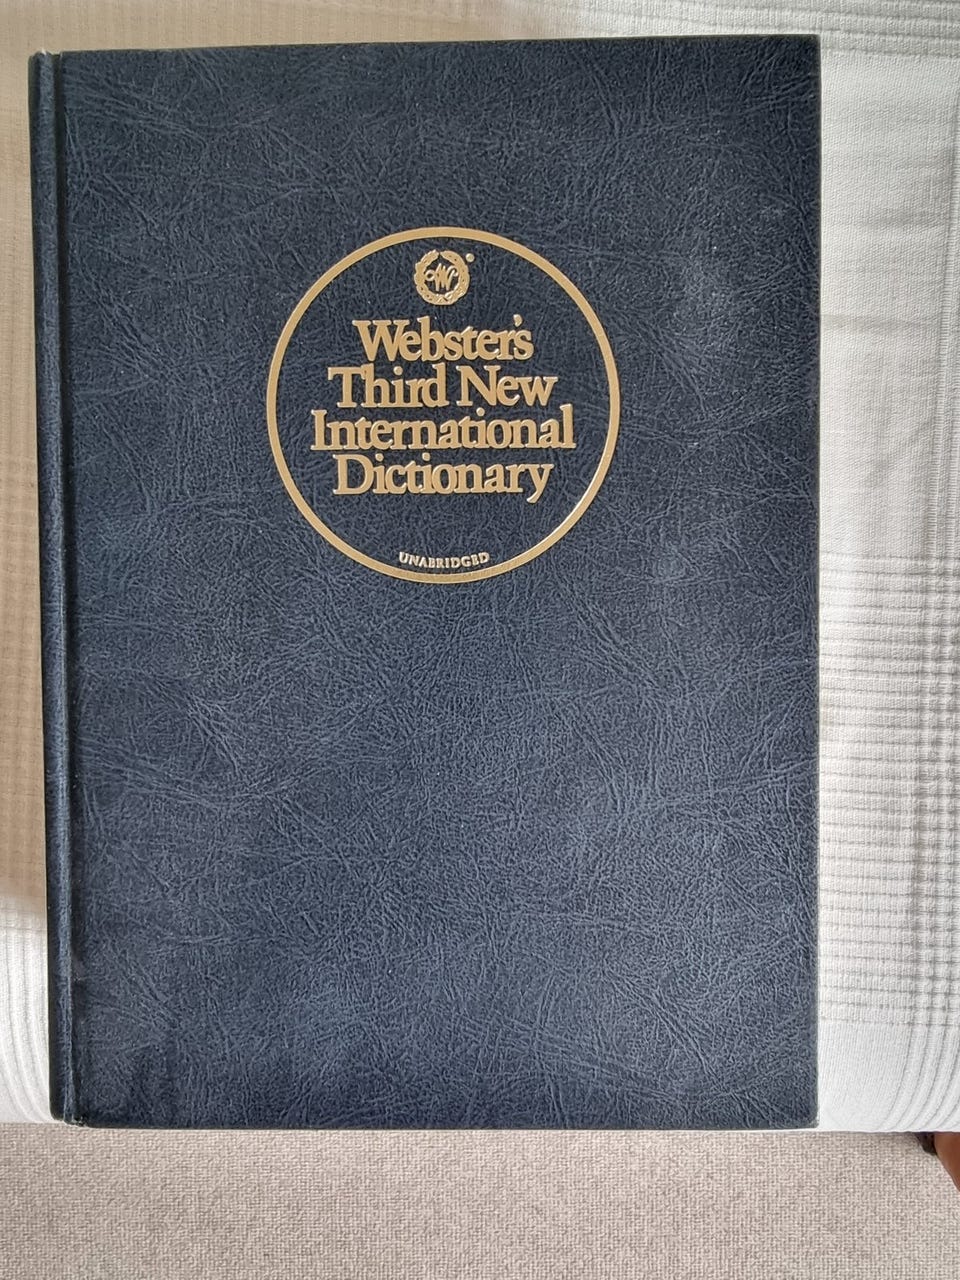 Webster's
Third New
International
Dictionary
UNABRIDGED